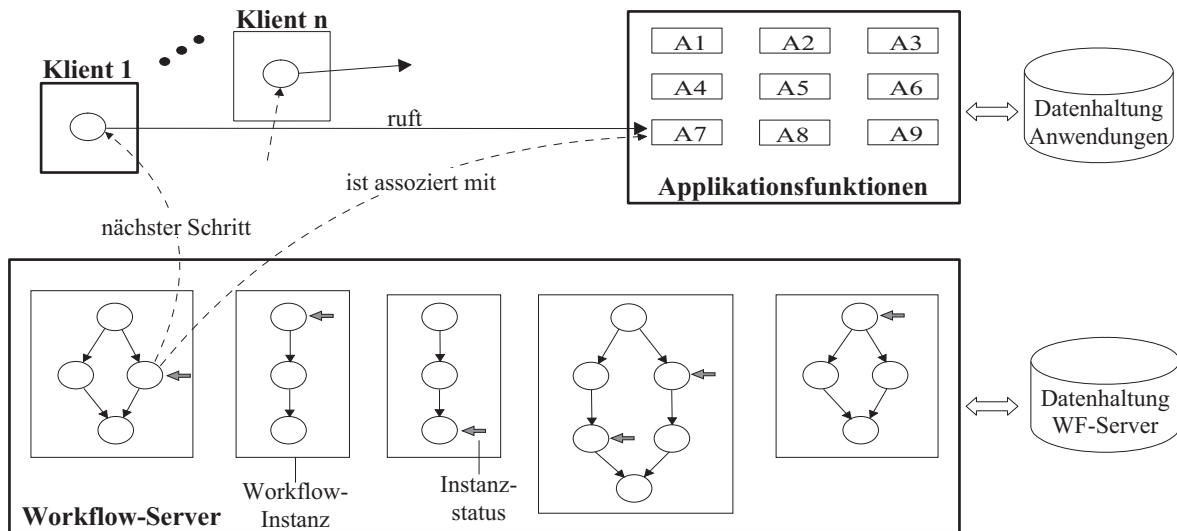 Klient n
Klient 1
A1 A2 A3
A4 A5 A6
A7 A8 A9
Applikationsfunktionen
Datenhaltung
Anwendungen
ruft
ist assoziert mit
nächster Schritt
Workflow-Server
Workflow-
Instanz
Instanz-
status
Datenhaltung
WF-Server